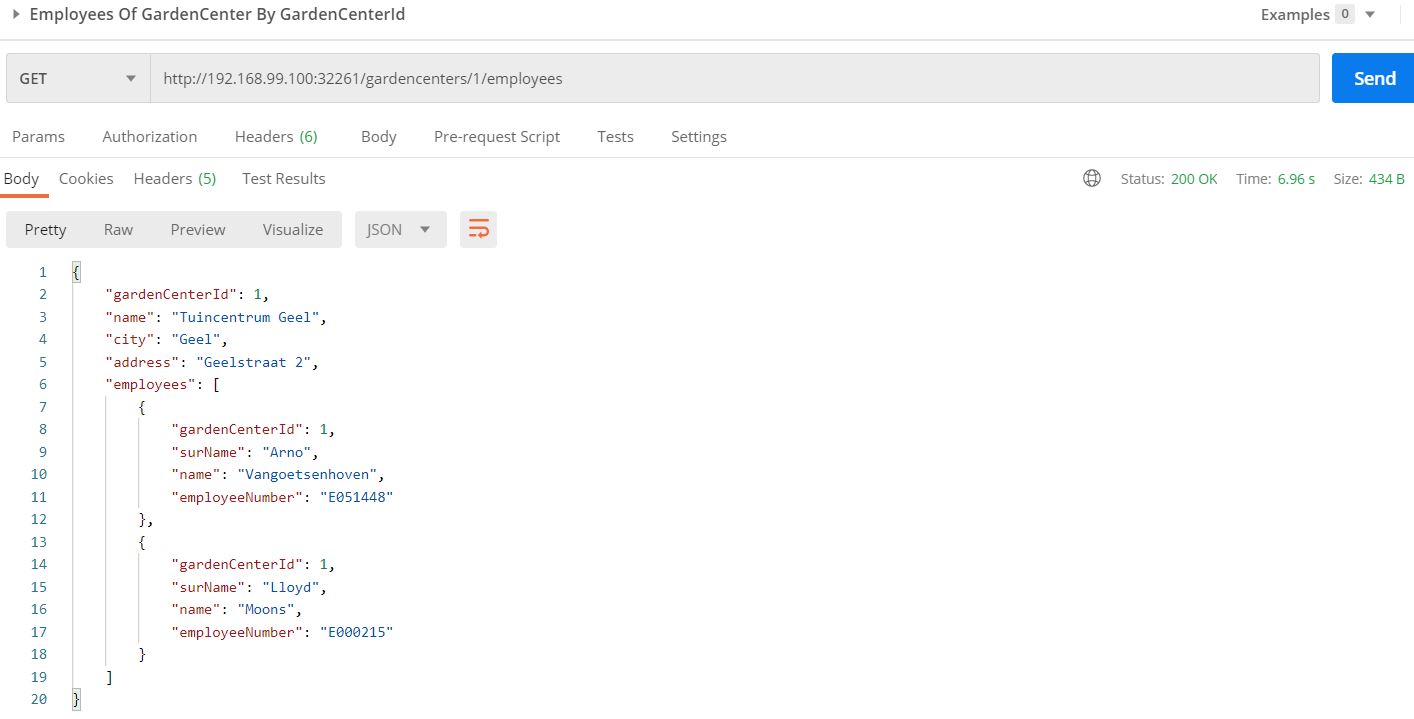 Employees Of GardenCenter By GardenCenterId Examples 0
GET http://192.168.99.100:32261/gardencenters/1/employees Send
Params Authorization Headers (6) Body Pre-request Script Tests Settings
Body Cookies Headers (5) Test Results Status: 200 OK Time: 6.96 s Size: 434 B
Pretty Raw Preview Visualize JSON
1 {
2 "gardenCenterId": 1,
3 "name": "Tuincentrum Geel",
4 "city": "Geel",
5 "address": "Geelstraat 2",
6 "employees": [
7 {
8 "gardenCenterId": 1,
9 "surName": "Arno",
10 "name": "Vangoetsenhoven",
11 "employeeNumber": "E051448"
12 },
13 {
14 "gardenCenterId": 1,
15 "surName": "Lloyd",
16 "name": "Moons",
17 "employeeNumber": "E000215"
18 }
19 ]
20 }